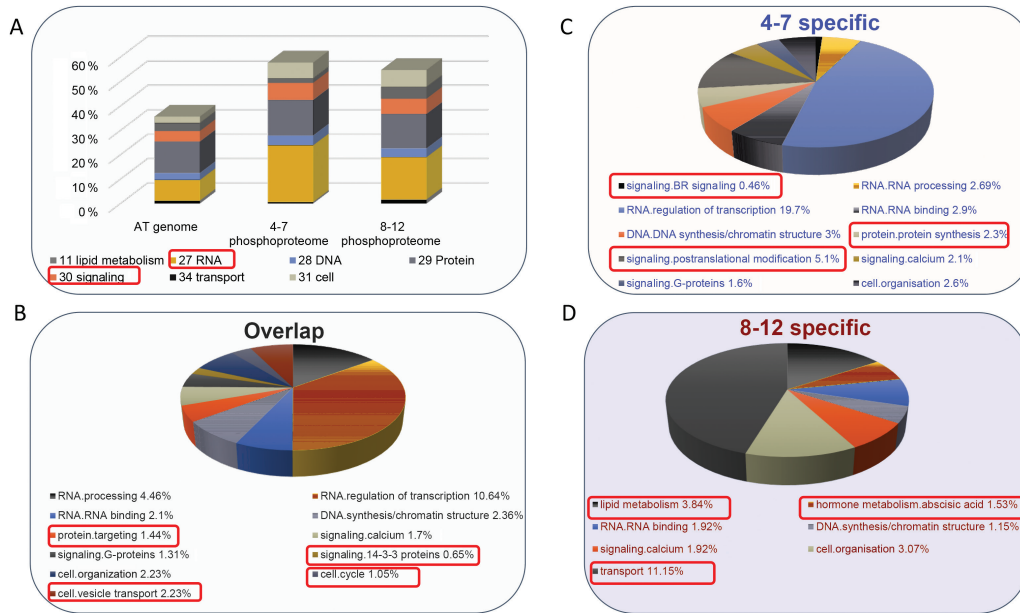 A
60 %
50 %
40 %
30 %
20 %
10 %
0 %
AT genome
4-7
phosphoproteome
8-12
phosphoproteome
11 lipid metabolism
27 RNA
28 DNA
29 Protein
30 signaling
34 transport
31 cell
B
Overlap
RNA.processing 4.46%
RNA.regulation of transcription 10.64%
RNA.RNA binding 2.1%
DNA.synthesis/chromatin structure 2.36%
protein.targeting 1.44%
signaling.calcium 1.7%
signaling.G-proteins 1.31%
signaling.14-3-3 proteins 0.65%
cell.organization 2.23%
cell.cycle 1.05%
cell.vesicle transport 2.23%
C
4-7 specific
signaling.BR signaling 0.46%
RNA.RNA processing 2.69%
RNA.regulation of transcription 19.7%
RNA.RNA binding 2.9%
DNA.DNA synthesis/chromatin structure 3%
protein.protein synthesis 2.3%
signaling.postranslational modification 5.1%
signaling.calcium 2.1%
signaling.G-proteins 1.6%
cell.organisation 2.6%
D
8-12 specific
lipid metabolism 3.84%
hormone metabolism.abscisic acid 1.53%
RNA.RNA binding 1.92%
DNA.synthesis/chromatin structure 1.15%
signaling.calcium 1.92%
cell.organisation 3.07%
transport 11.15%